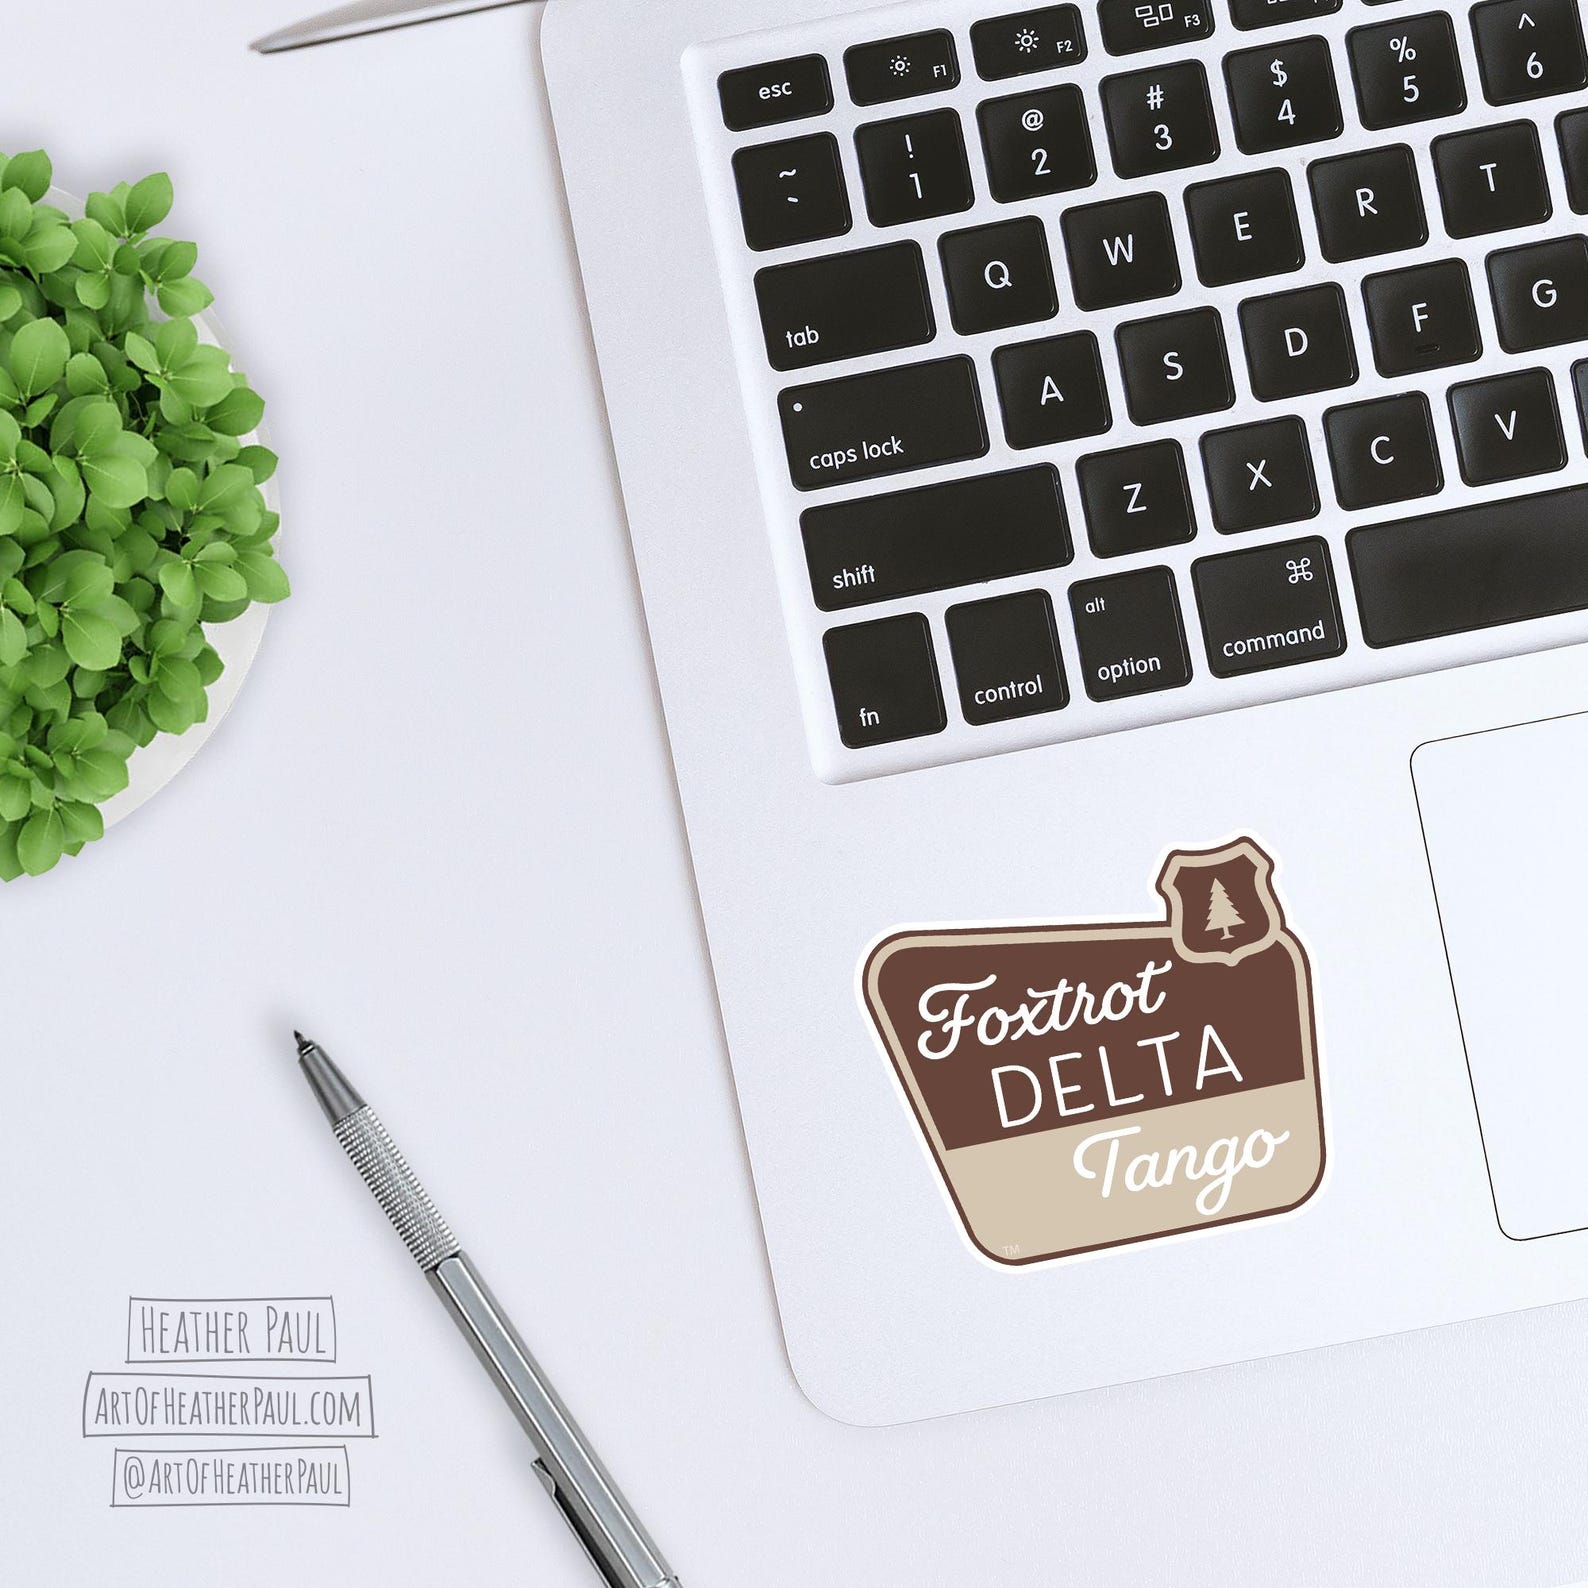 esc
F1
F2
F3
~
`
!
1
@
2
#
3
$
4
%
5
^
6
tab
Q
W
E
R
T
caps lock
A
S
D
F
G
shift
Z
X
C
V
fn
control
alt
option
⌘
command
Foxtrot
DELTA
Tango
TM
HEATHER PAUL
ARTOFHEATHERPAUL.COM
@ARTOFHEATHERPAUL